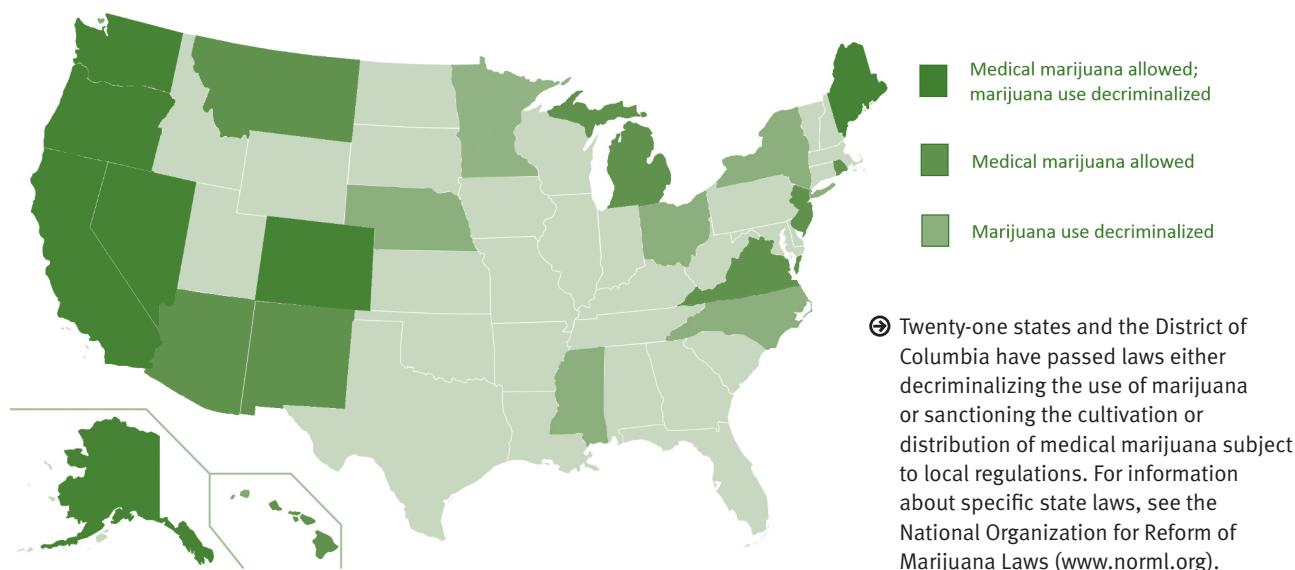 Medical marijuana allowed;
marijuana use decriminalized
Medical marijuana allowed
Marijuana use decriminalized
Twenty-one states and the District of
Columbia have passed laws either
decriminalizing the use of marijuana
or sanctioning the cultivation or
distribution of medical marijuana subject
to local regulations. For information
about specific state laws, see the
National Organization for Reform of
Marijuana Laws (www.norml.org).